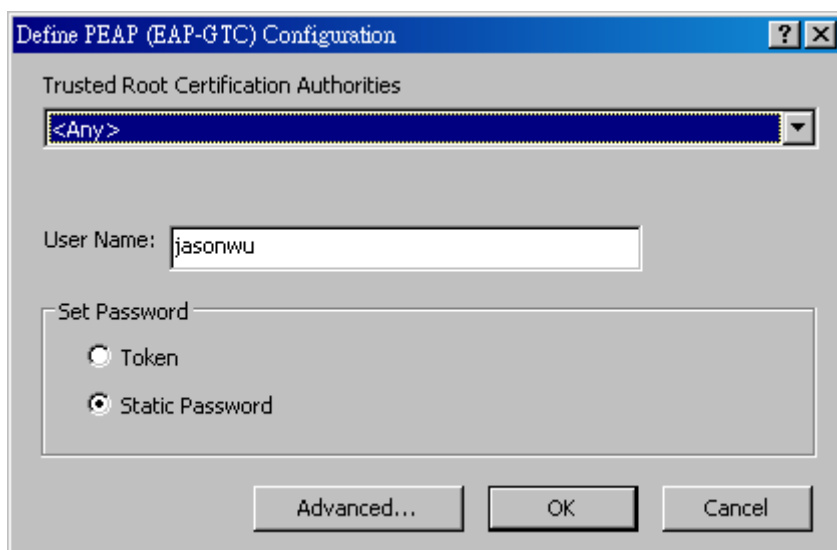 Define PEAP (EAP-GTC) Configuration
Trusted Root Certification Authorities
<Any>
User Name: jasonwu
Set Password
Token
Static Password
Advanced... OK Cancel